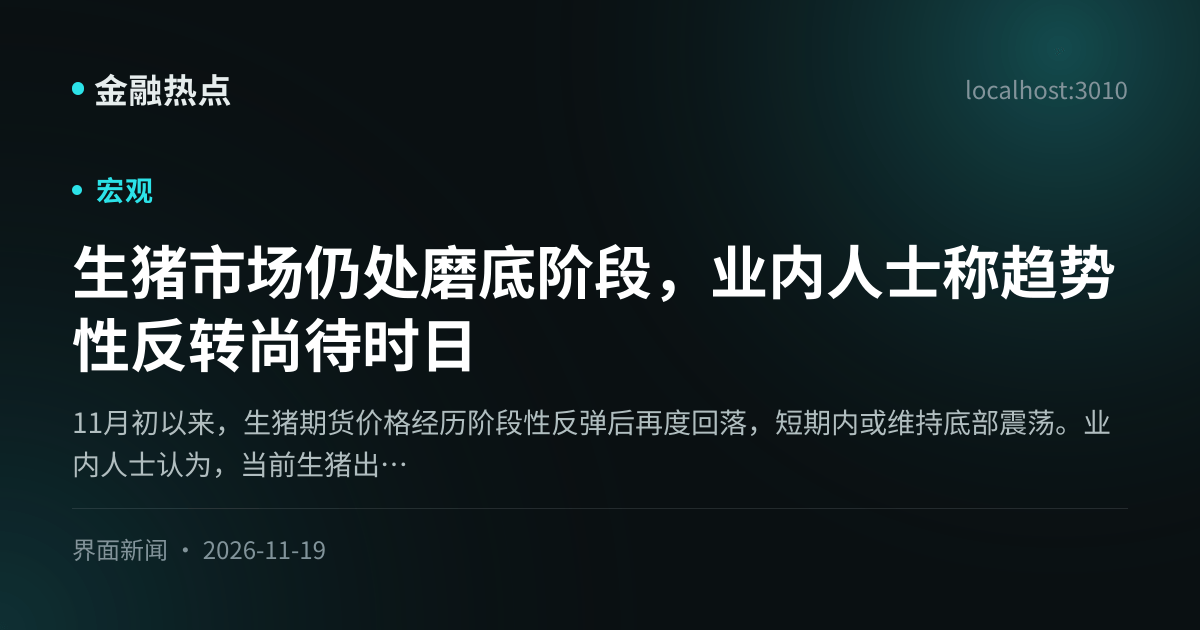 金融热点
localhost:3010
宏观
生猪市场仍处磨底阶段，业内人士称趋势
性反转尚待时日
11月初以来，生猪期货价格经历阶段性反弹后再度回落，短期内或维持底部震荡。业
内人士认为，当前生猪出…
界面新闻 · 2026-11-19